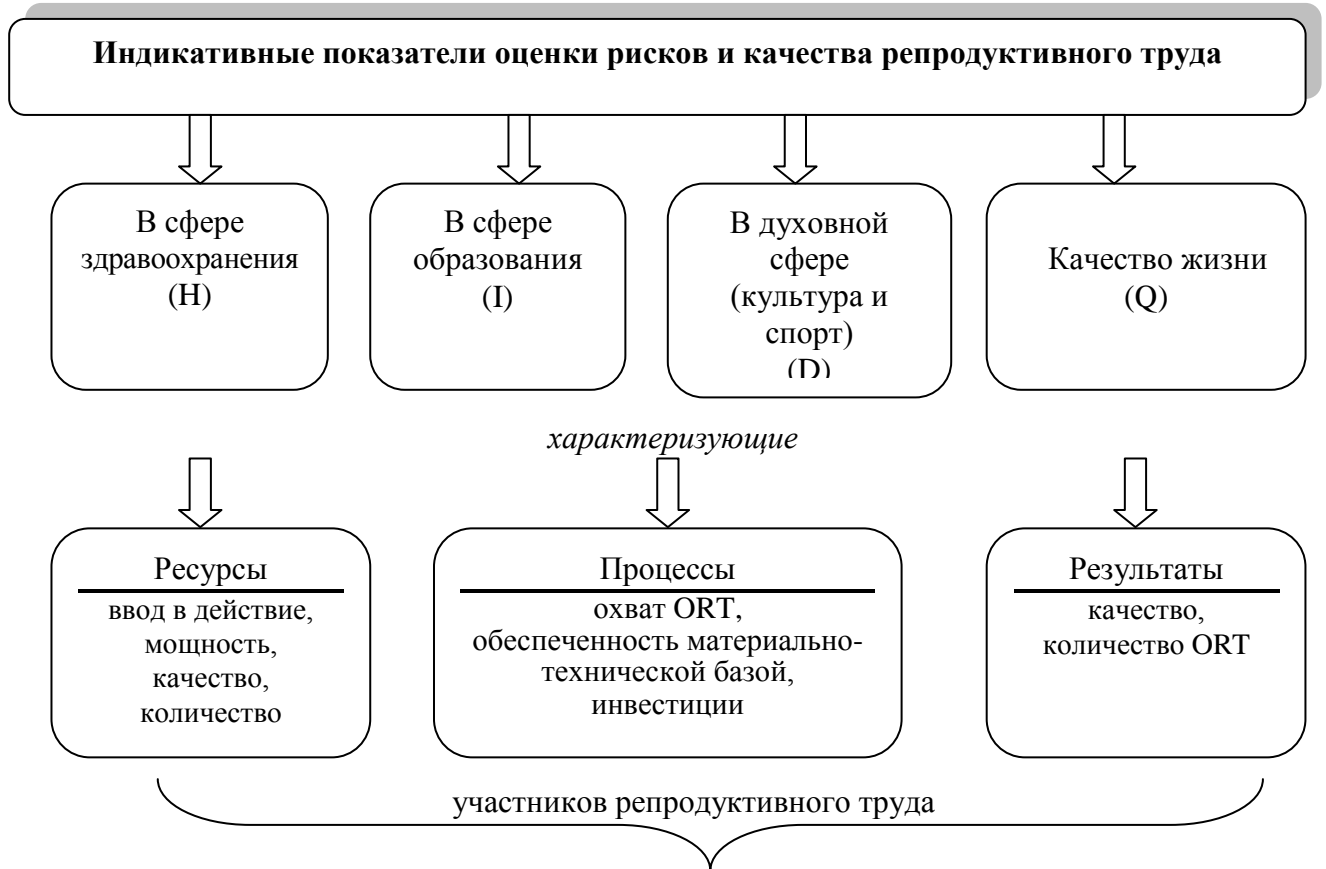 Индикативные показатели оценки рисков и качества репродуктивного труда
В сфере
здравоохранения
(H)
В сфере
образования
(I)
В духовной
сфере
(культура и
спорт)
(D)
Качество жизни
(Q)
характеризующие
Ресурсы
ввод в действие,
мощность,
качество,
количество
Процессы
охват ORT,
обеспеченность материально-
технической базой,
инвестиции
Результаты
качество,
количество ORT
участников репродуктивного труда